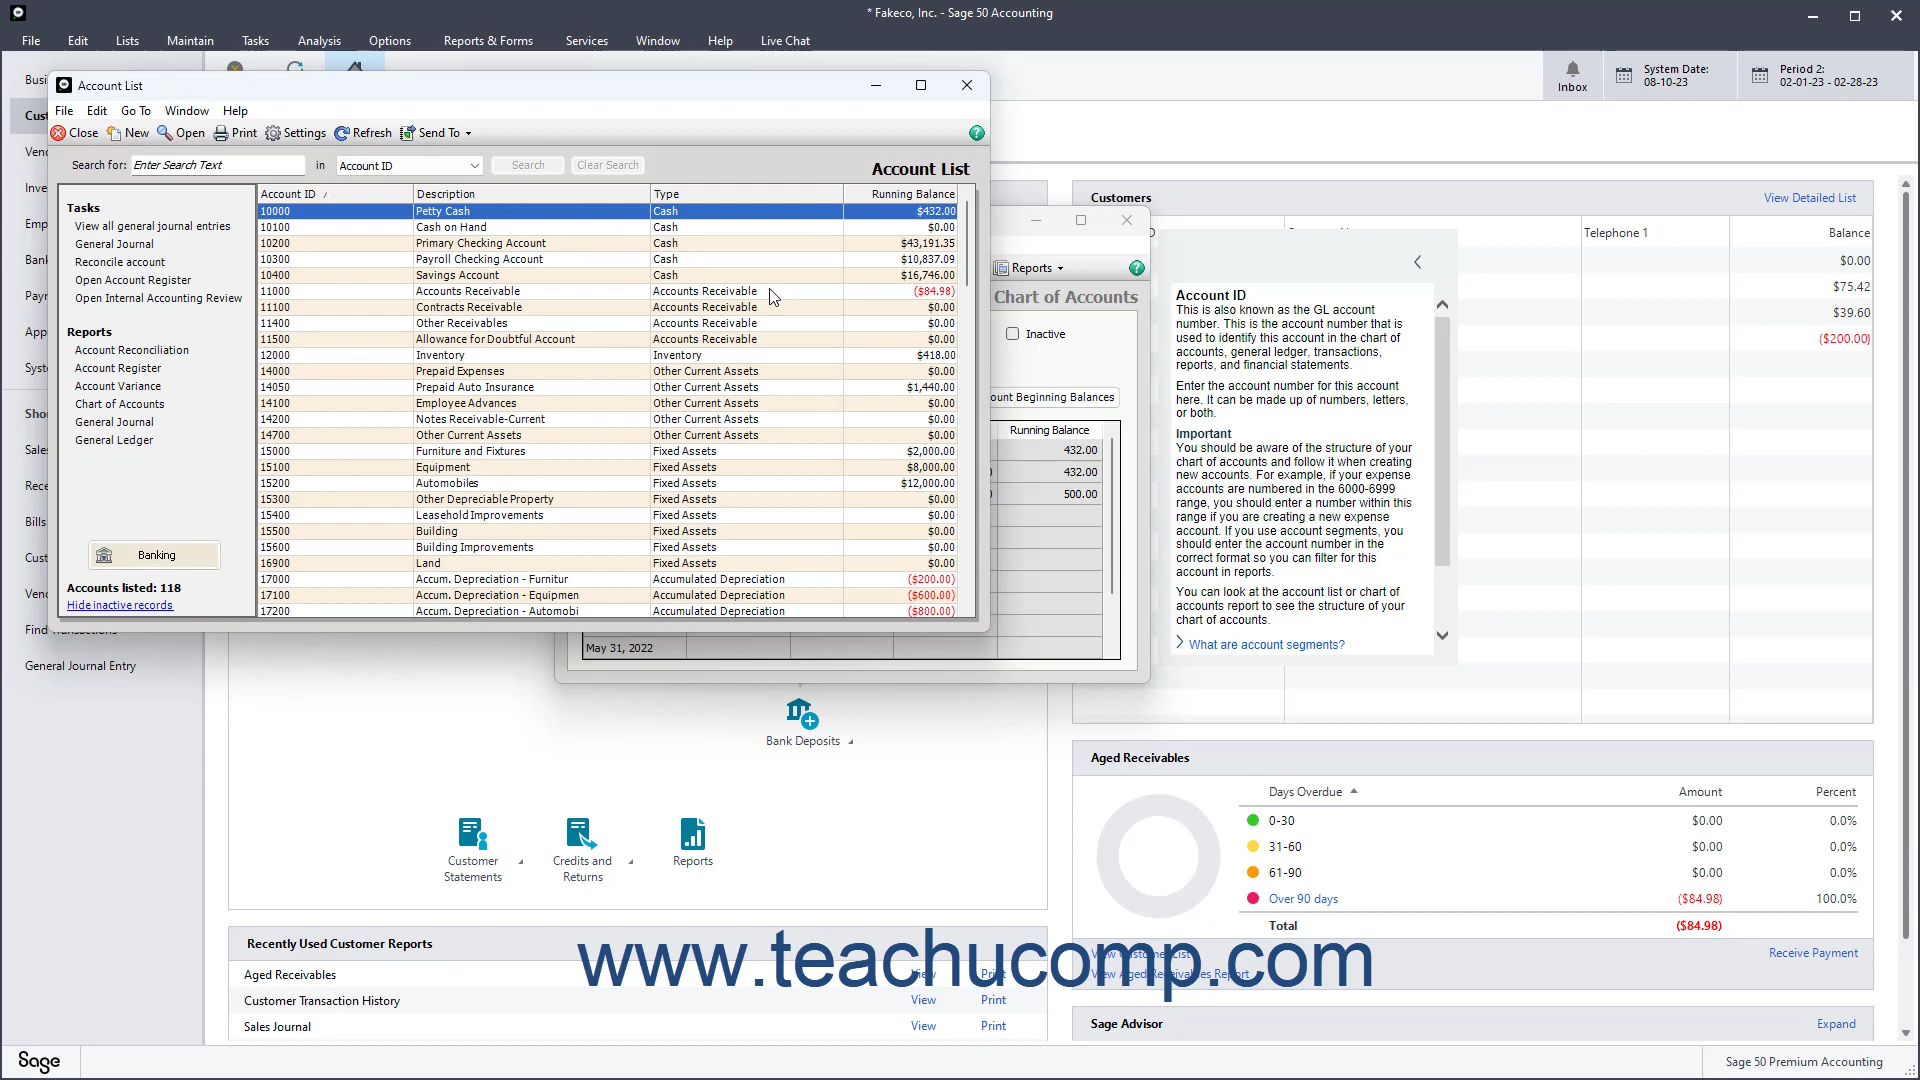 * Fakeco, Inc. - Sage 50 Accounting
File Edit Lists Maintain Tasks Analysis Options Reports & Forms Services Window Help Live Chat
Inbox
System Date:
08-10-23
Period 2:
02-01-23 - 02-28-23
Busi
Cust
Vend
Inve
Emp
Bank
Payr
App
Syst
Sho
Sales
Rece
Bills
Cust
Vend
Find Transactions
General Journal Entry
Account List
File Edit Go To Window Help
Close New Open Print Settings Refresh Send To
Search for: Enter Search Text in Account ID Search Clear Search
Account List
Tasks
View all general journal entries
General Journal
Reconcile account
Open Account Register
Open Internal Accounting Review
Reports
Account Reconciliation
Account Register
Account Variance
Chart of Accounts
General Journal
General Ledger
Banking
Accounts listed: 118
Hide inactive records
Account ID Description Type Running Balance
10000 Petty Cash Cash $432.00
10100 Cash on Hand Cash $0.00
10200 Primary Checking Account Cash $43,191.35
10300 Payroll Checking Account Cash $10,837.09
10400 Savings Account Cash $16,746.00
11000 Accounts Receivable Accounts Receivable ($84.98)
11100 Contracts Receivable Accounts Receivable $0.00
11400 Other Receivables Accounts Receivable $0.00
11500 Allowance for Doubtful Account Accounts Receivable $0.00
12000 Inventory Inventory $418.00
14000 Prepaid Expenses Other Current Assets $0.00
14050 Prepaid Auto Insurance Other Current Assets $1,440.00
14100 Employee Advances Other Current Assets $0.00
14200 Notes Receivable-Current Other Current Assets $0.00
14700 Other Current Assets Other Current Assets $0.00
15000 Furniture and Fixtures Fixed Assets $2,000.00
15100 Equipment Fixed Assets $8,000.00
15200 Automobiles Fixed Assets $12,000.00
15300 Other Depreciable Property Fixed Assets $0.00
15400 Leasehold Improvements Fixed Assets $0.00
15500 Building Fixed Assets $0.00
15600 Building Improvements Fixed Assets $0.00
16900 Land Fixed Assets $0.00
17000 Accum. Depreciation - Furnitur Accumulated Depreciation ($200.00)
17100 Accum. Depreciation - Equipmen Accumulated Depreciation ($600.00)
17200 Accum. Depreciation - Automobi Accumulated Depreciation ($800.00)
Reports
Chart of Accounts
Inactive
ount Beginning Balances
Running Balance
432.00
432.00
500.00
May 31, 2022
Account ID
This is also known as the GL account
number. This is the account number that is
used to identify this account in the chart of
accounts, general ledger, transactions,
reports, and financial statements.
Enter the account number for this account
here. It can be made up of numbers, letters,
or both.
Important
You should be aware of the structure of your
chart of accounts and follow it when creating
new accounts. For example, if your expense
accounts are numbered in the 6000-6999
range, you should enter a number within this
range if you are creating a new expense
account. If you use account segments, you
should enter the account number in the
correct format so you can filter for this
account in reports.
You can look at the account list or chart of
accounts report to see the structure of your
chart of accounts.
What are account segments?
Customers View Detailed List
Telephone 1 Balance
$0.00
$75.42
$39.60
($200.00)
Bank Deposits
Customer
Statements
Credits and
Returns
Reports
Aged Receivables
Days Overdue Amount Percent
0-30 $0.00 0.0%
31-60 $0.00 0.0%
61-90 $0.00 0.0%
Over 90 days ($84.98) 100.0%
Total ($84.98)
View Customer List Receive Payment
View Aged Receivables Report
Recently Used Customer Reports
Aged Receivables View Print
Customer Transaction History View Print
Sales Journal View Print
Sage Advisor Expand
www.teachucomp.com
Sage
Sage 50 Premium Accounting